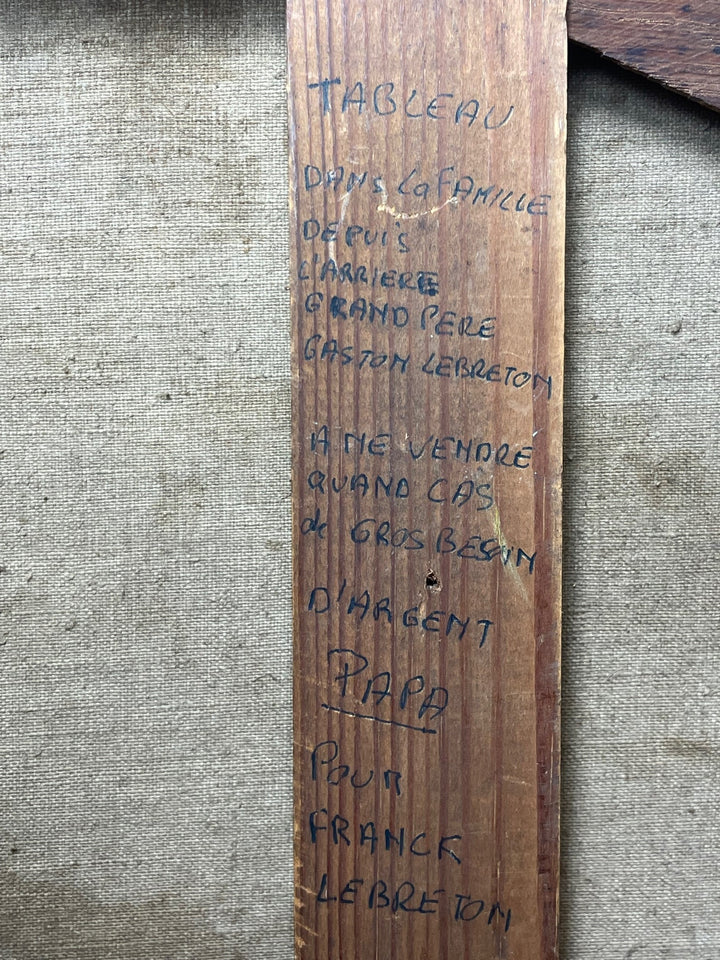 TABLEAU
DANS La FAMILLE
DEPUIS
L'ARRIERE
GRAND PERE
GASTON LEBRETON
A NE VENDRE
QUAND CAS
de GROS BESOIN
D'ARGENT
PAPA
POUR
FRANCK
LEBRETON